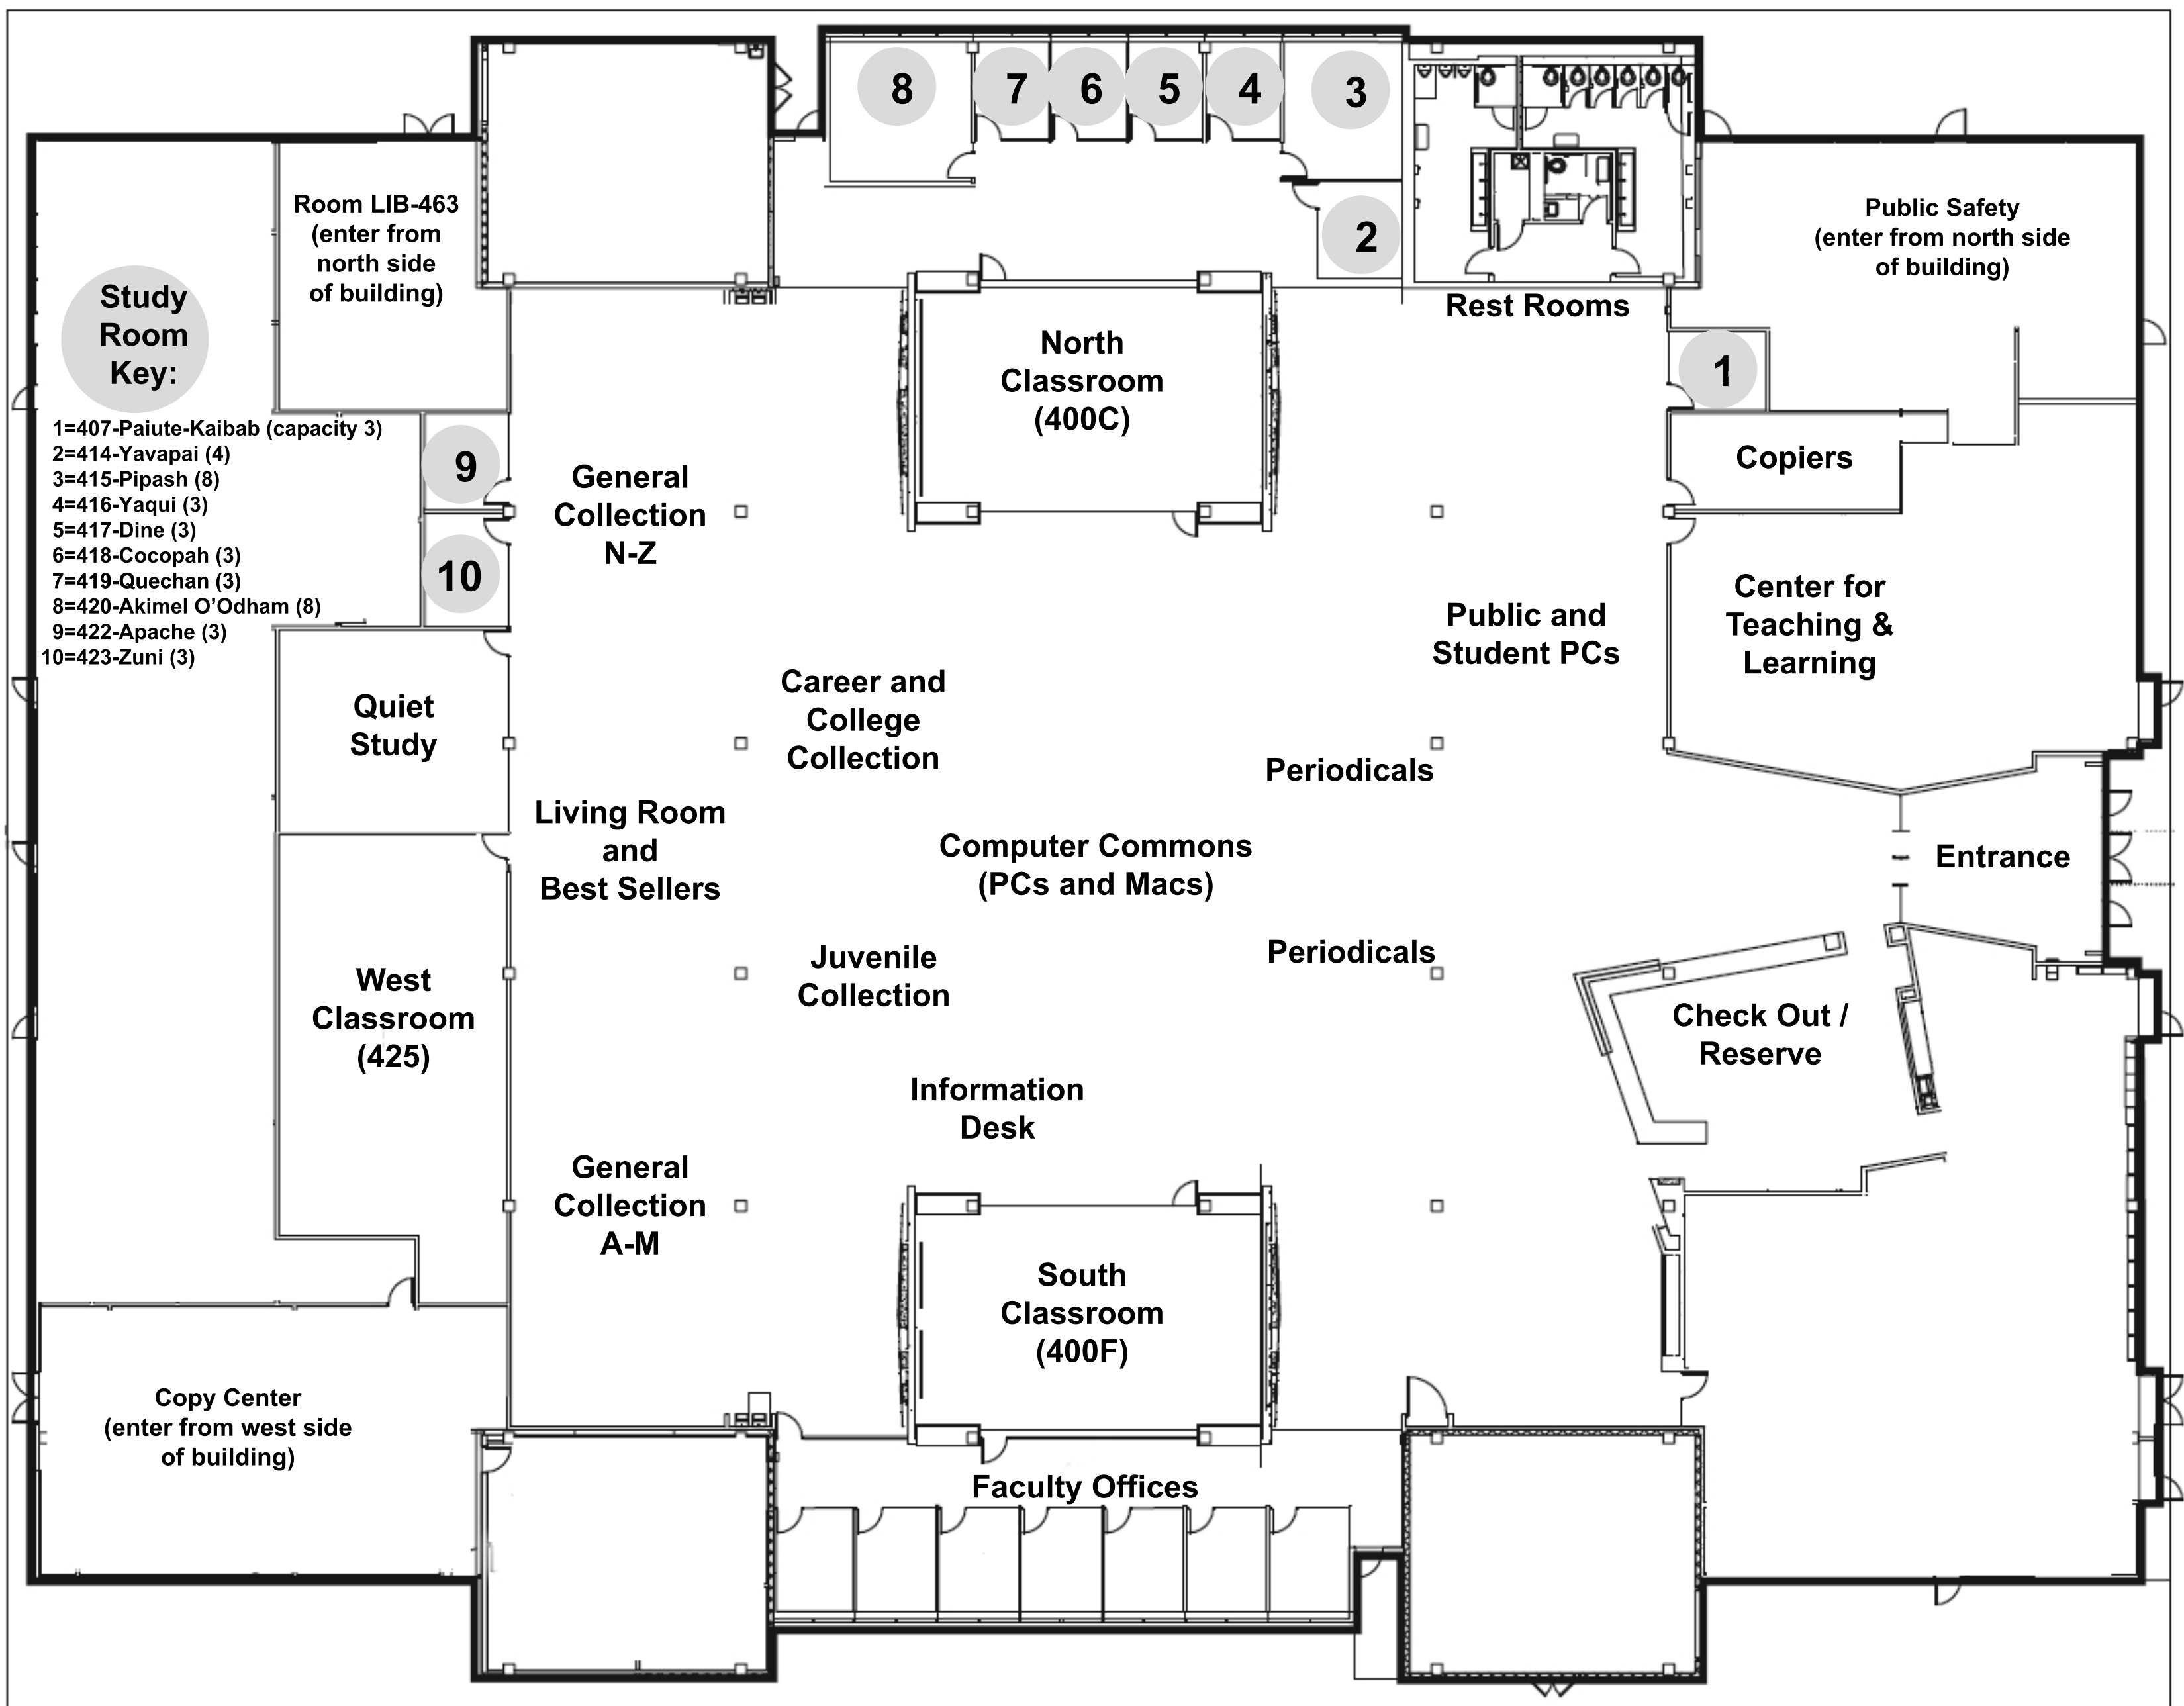 8
7
6
5
4
3
2
Room LIB-463
(enter from
north side
of building)
Public Safety
(enter from north side
of building)
Study
Room
Key:
1=407-Paiute-Kaibab (capacity 3)
2=414-Yavapai (4)
3=415-Pipash (8)
4=416-Yaqui (3)
5=417-Dine (3)
6=418-Cocopah (3)
7=419-Quechan (3)
8=420-Akimel O’Odham (8)
9=422-Apache (3)
10=423-Zuni (3)
Rest Rooms
North
Classroom
(400C)
1
Copiers
9
10
General
Collection
N-Z
Center for
Teaching &
Learning
Public and
Student PCs
Quiet
Study
Career and
College
Collection
Periodicals
Living Room
and
Best Sellers
Computer Commons
(PCs and Macs)
Entrance
Periodicals
Juvenile
Collection
West
Classroom
(425)
Check Out /
Reserve
Information
Desk
General
Collection
A-M
South
Classroom
(400F)
Copy Center
(enter from west side
of building)
Faculty Offices